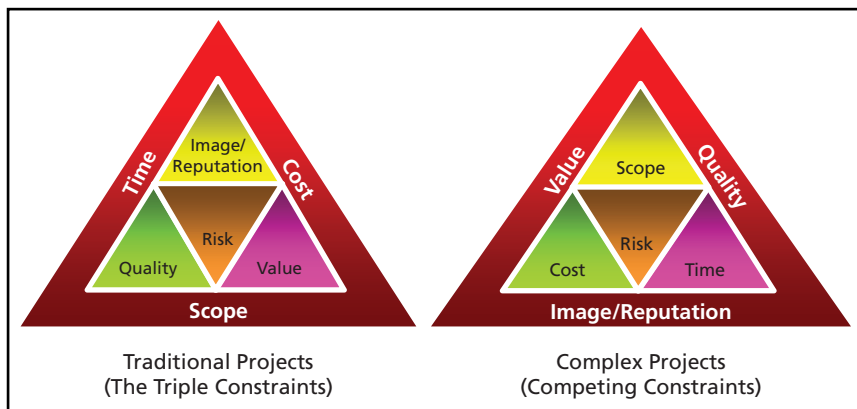 Time
Cost
Image/
Reputation
Risk
Quality
Value
Scope
Traditional Projects
(The Triple Constraints)
Value
Quality
Scope
Risk
Cost
Time
Image/Reputation
Complex Projects
(Competing Constraints)